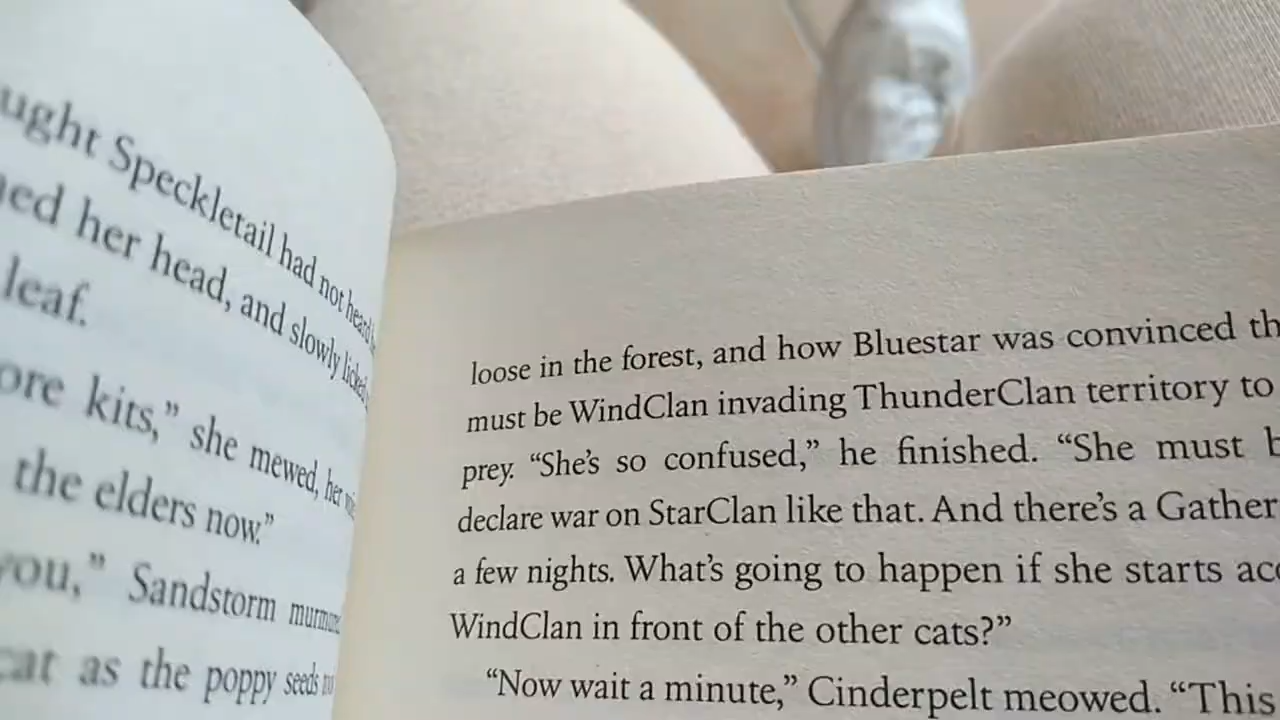 ught Speckletail had not heard
ned her head, and slowly licked
leaf.
ore kits,” she mewed, her
the elders now.”
you,” Sandstorm
cat as the poppy seeds
loose in the forest, and how Bluestar was convinced th
must be WindClan invading ThunderClan territory to
prey. “She’s so confused,” he finished. “She must b
declare war on StarClan like that. And there’s a Gather
a few nights. What’s going to happen if she starts acc
WindClan in front of the other cats?”
“Now wait a minute,” Cinderpelt meowed. “This